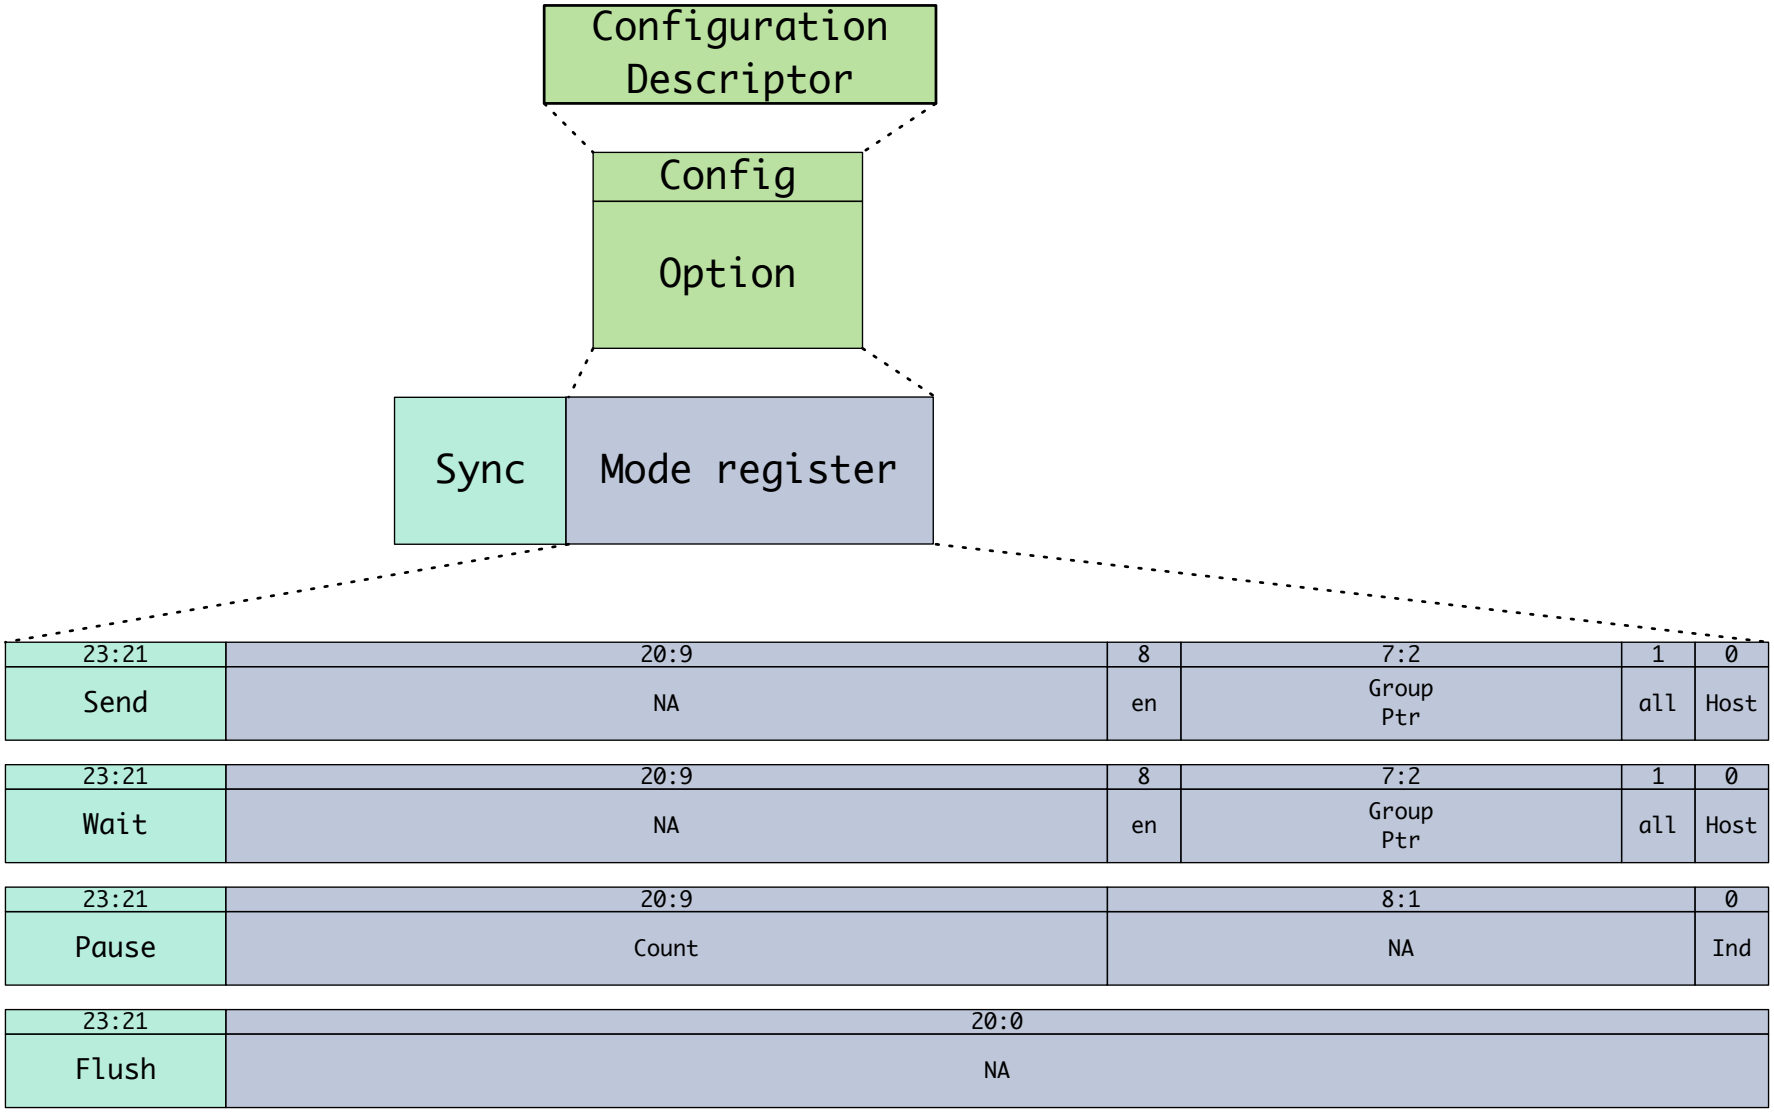 Configuration
Descriptor
Config
Option
Sync Mode register
23:21 20:9 8 7:2 1 0
Send NA en Group Ptr all Host
23:21 20:9 8 7:2 1 0
Wait NA en Group Ptr all Host
23:21 20:9 8:1 0
Pause Count NA Ind
23:21 20:0
Flush NA